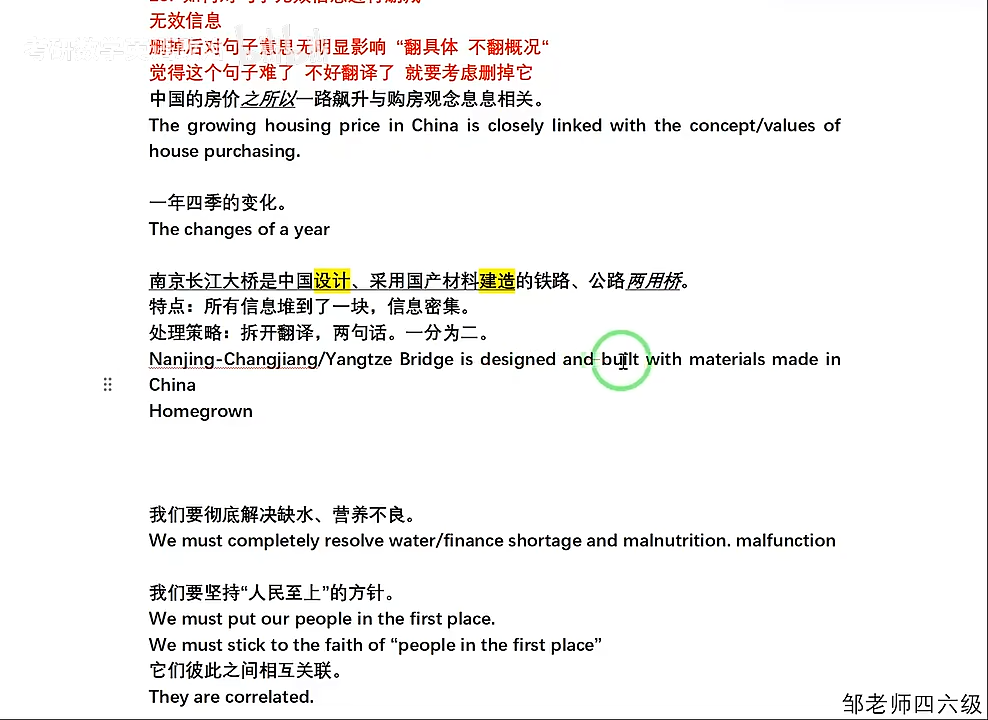 无效信息
删掉后对句子意思无明显影响 “翻具体 不翻概况“
觉得这个句子难了 不好翻译了 就要考虑删掉它
中国的房价之所以一路飙升与购房观念息息相关。
The growing housing price in China is closely linked with the concept/values of
house purchasing.
一年四季的变化。
The changes of a year
南京长江大桥是中国设计、采用国产材料建造的铁路、公路两用桥。
特点：所有信息堆到了一块，信息密集。
处理策略：拆开翻译，两句话。一分为二。
Nanjing-Changjiang/Yangtze Bridge is designed and built with materials made in
China
Homegrown
我们要彻底解决缺水、营养不良。
We must completely resolve water/finance shortage and malnutrition. malfunction
我们要坚持“人民至上”的方针。
We must put our people in the first place.
We must stick to the faith of “people in the first place”
它们彼此之间相互关联。
They are correlated.
邹老师四六级